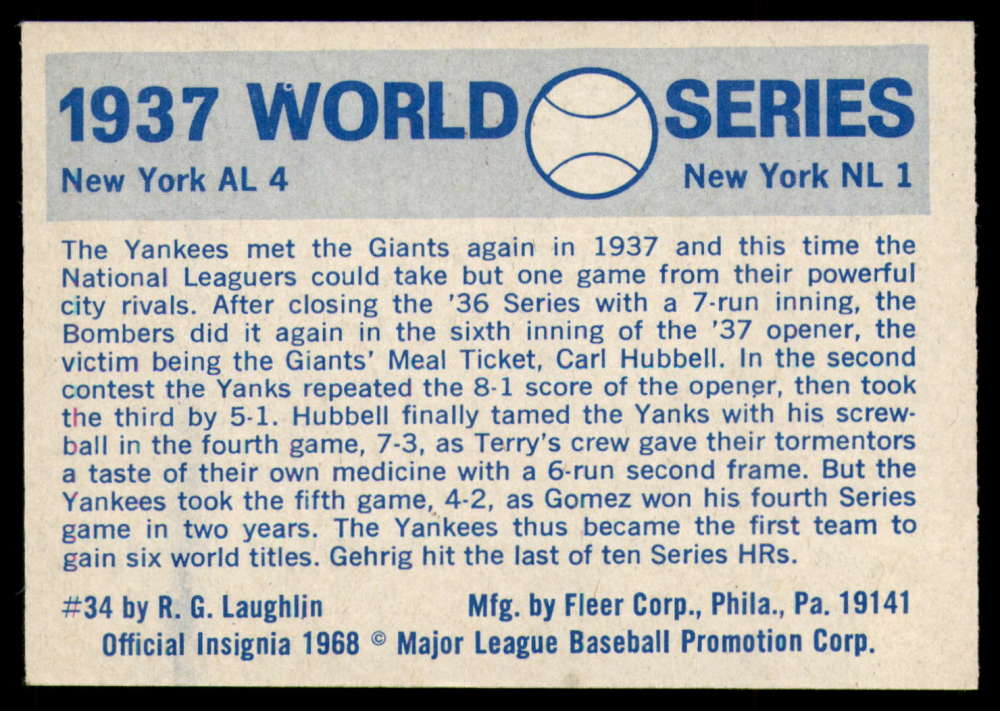 1937 WORLD SERIES
New York AL 4 New York NL 1
The Yankees met the Giants again in 1937 and this time the
National Leaguers could take but one game from their powerful
city rivals. After closing the '36 Series with a 7-run inning, the
Bombers did it again in the sixth inning of the '37 opener, the
victim being the Giants' Meal Ticket, Carl Hubbell. In the second
contest the Yanks repeated the 8-1 score of the opener, then took
the third by 5-1. Hubbell finally tamed the Yanks with his screw-
ball in the fourth game, 7-3, as Terry's crew gave their tormentors
a taste of their own medicine with a 6-run second frame. But the
Yankees took the fifth game, 4-2, as Gomez won his fourth Series
game in two years. The Yankees thus became the first team to
gain six world titles. Gehrig hit the last of ten Series HRs.
#34 by R. G. Laughlin Mfg. by Fleer Corp., Phila., Pa. 19141
Official Insignia 1968 © Major League Baseball Promotion Corp.